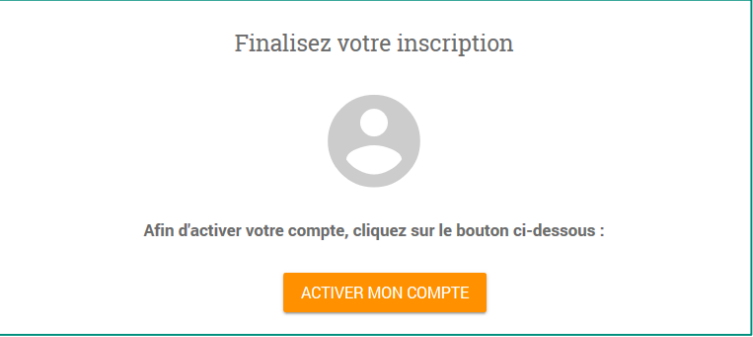 Finalisez votre inscription
Afin d'activer votre compte, cliquez sur le bouton ci-dessous :
ACTIVER MON COMPTE